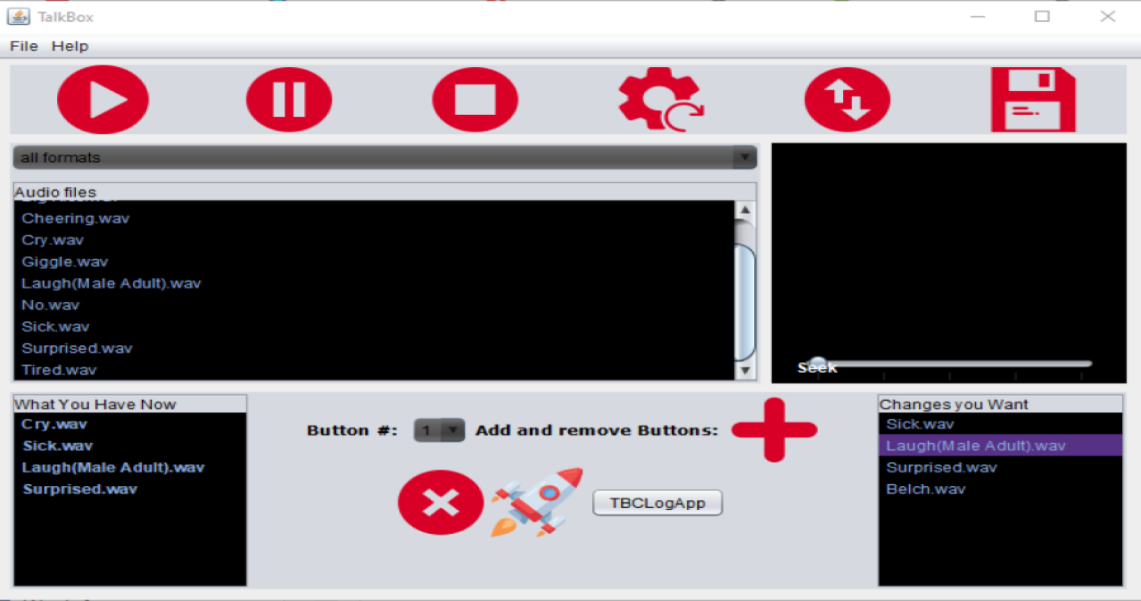 TalkBox
File Help
all formats
Audio files
Cheering.wav
Cry.wav
Giggle.wav
Laugh(Male Adult).wav
No.wav
Sick.wav
Surprised.wav
Tired.wav
Seek
What You Have Now
Cry.wav
Sick.wav
Laugh(Male Adult).wav
Surprised.wav
Button #: 1 Add and remove Buttons:
TBCLogApp
Changes you Want
Sick.wav
Laugh(Male Adult).wav
Surprised.wav
Belch.wav